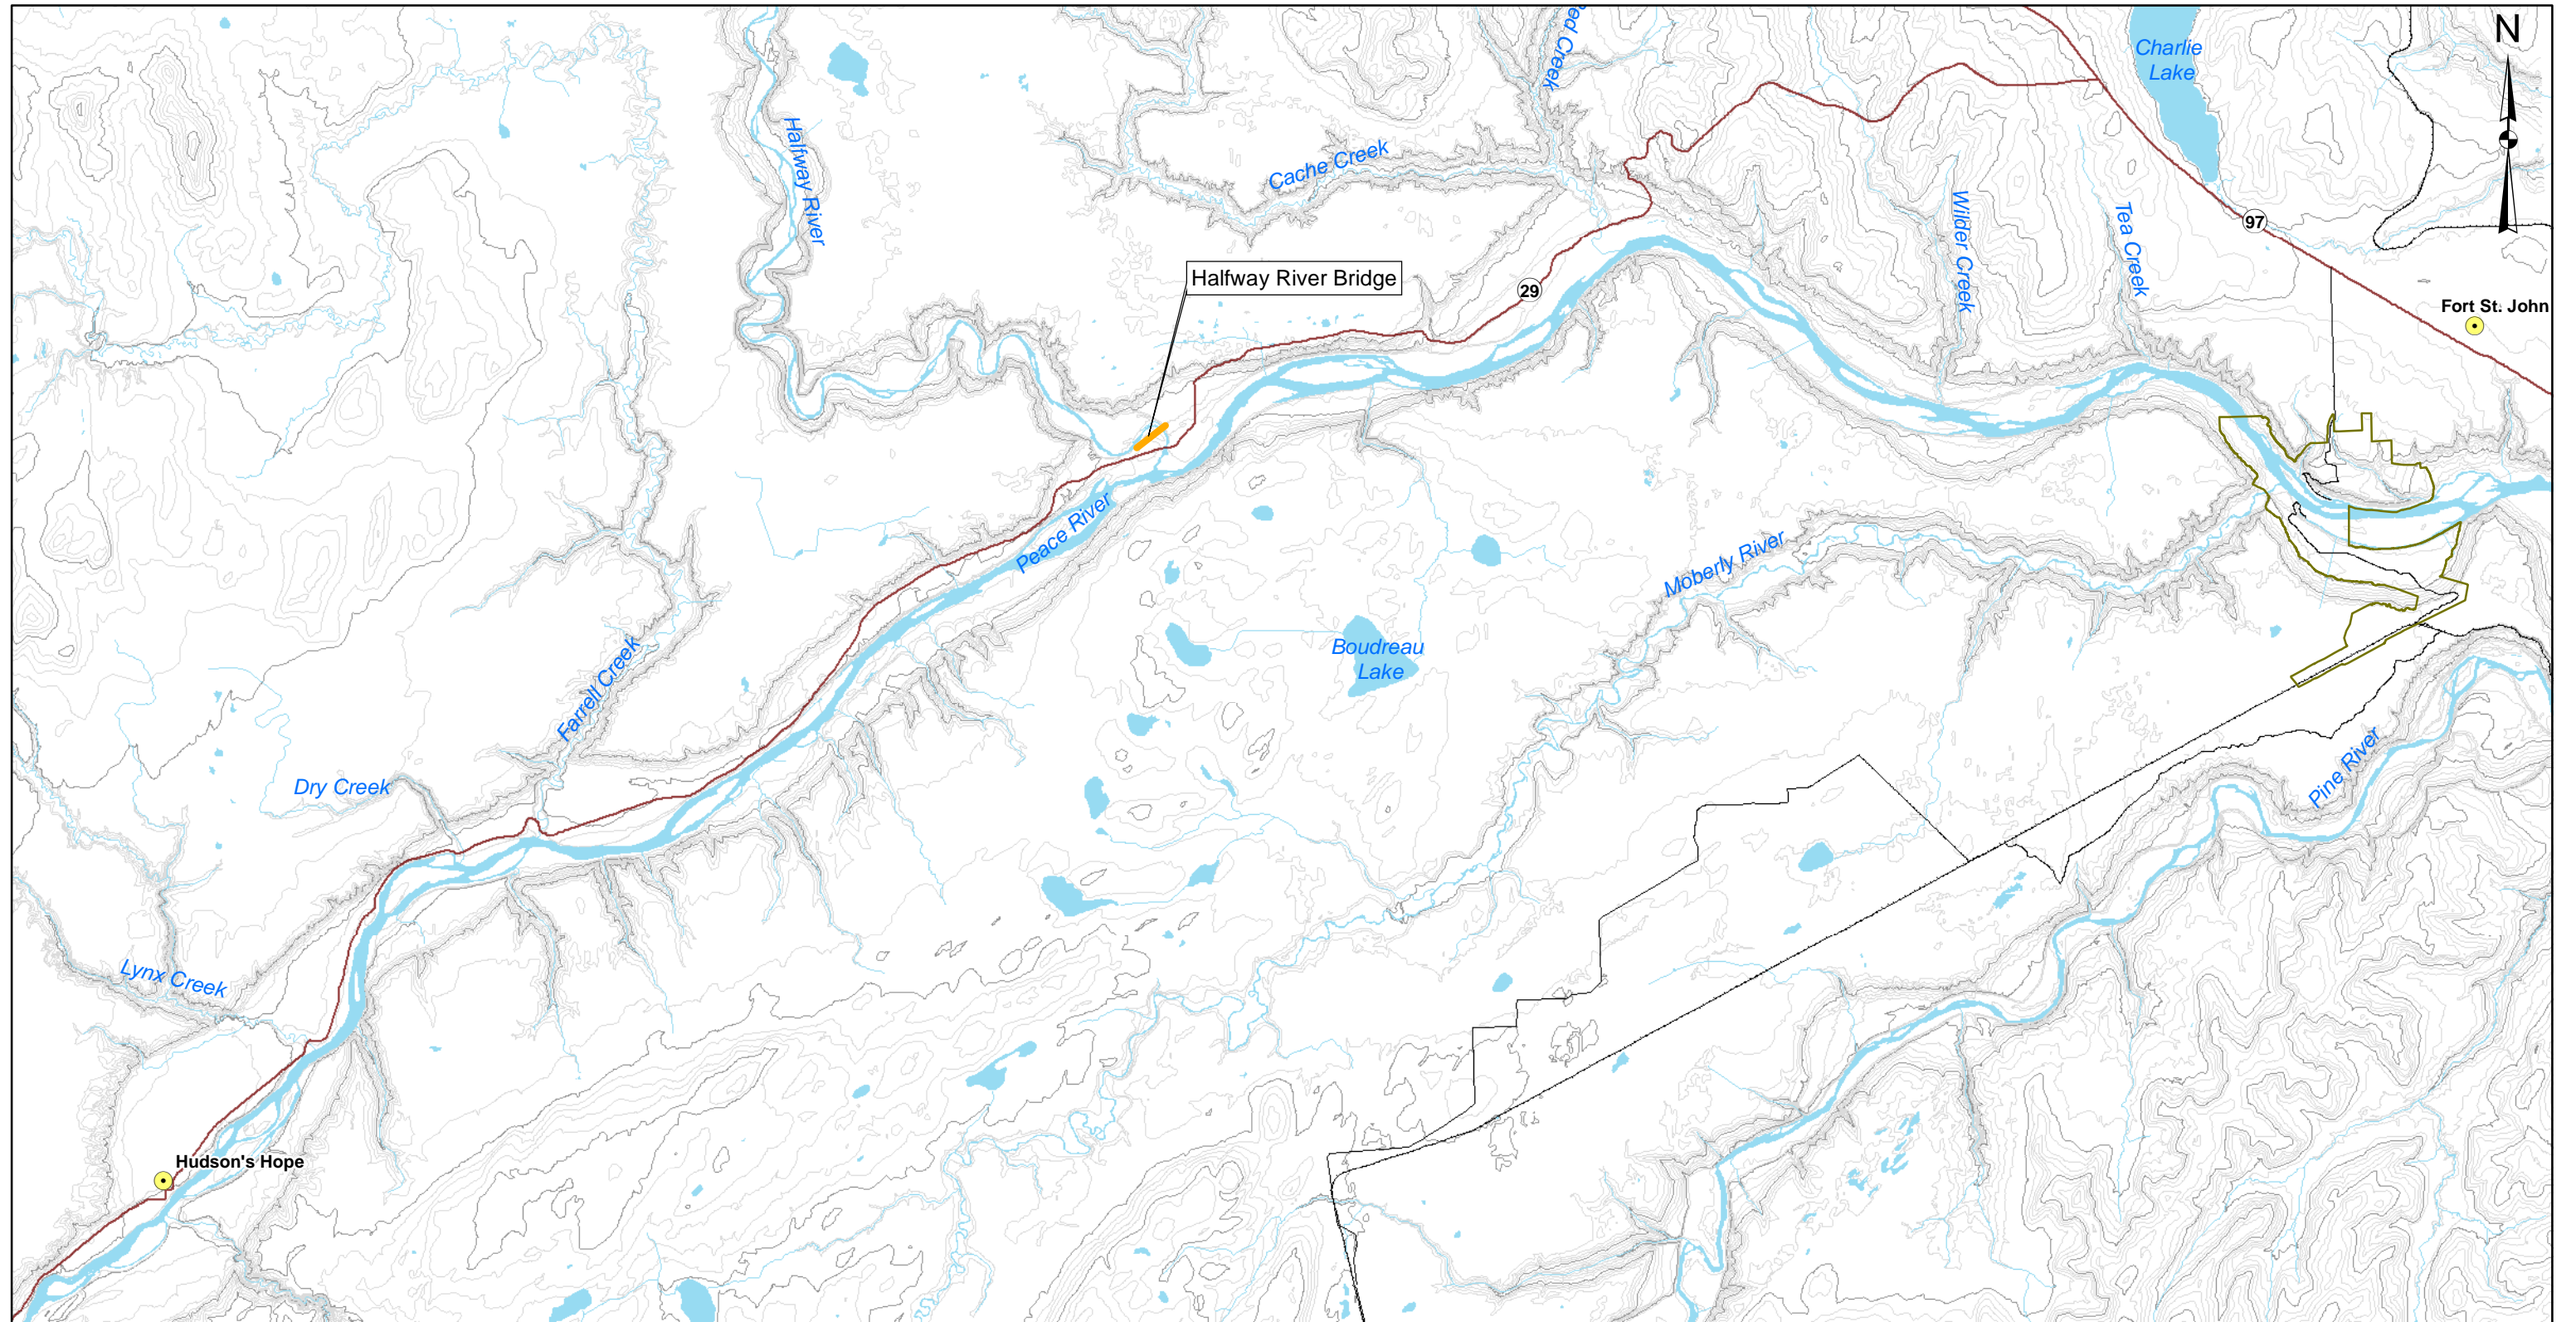 N
Charlie
Lake
Halfway River
Cache Creek
Wilder Creek
Tea Creek
97
Halfway River Bridge
29
Fort St. John
Peace River
Moberly River
Boudreau
Lake
Farrell Creek
Dry Creek
Pine River
Lynx Creek
Hudson's Hope